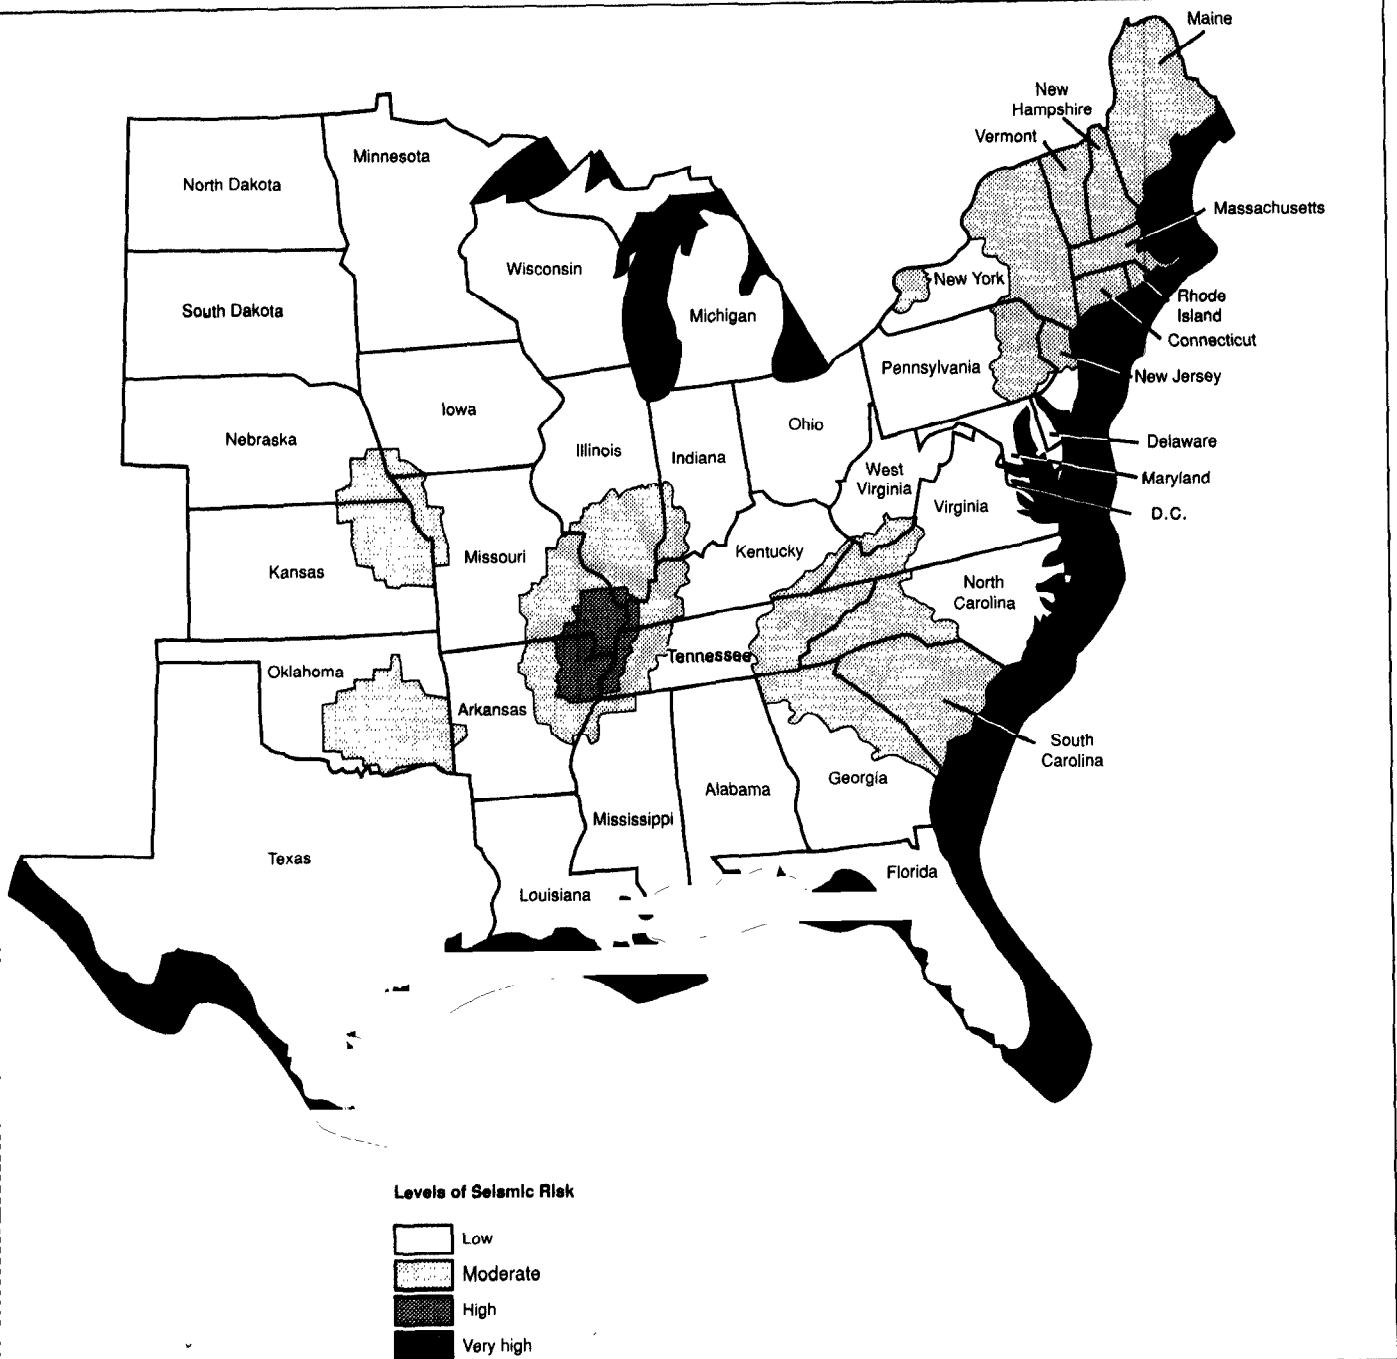 Maine
New
Hampshire
Vermont
Minnesota
North Dakota
Massachusetts
Wisconsin
New York
South Dakota
Michigan
Rhode
Island
Connecticut
Pennsylvania
New Jersey
Iowa
Ohio
Nebraska
Illinois
Indiana
Delaware
West
Virginia
Maryland
Virginia
D.C.
Missouri
Kentucky
Kansas
North
Carolina
Tennessee
Oklahoma
Arkansas
South
Carolina
Georgia
Alabama
Mississippi
Texas
Florida
Louisiana
Levels of Seismic Risk
Low
Moderate
High
Very high